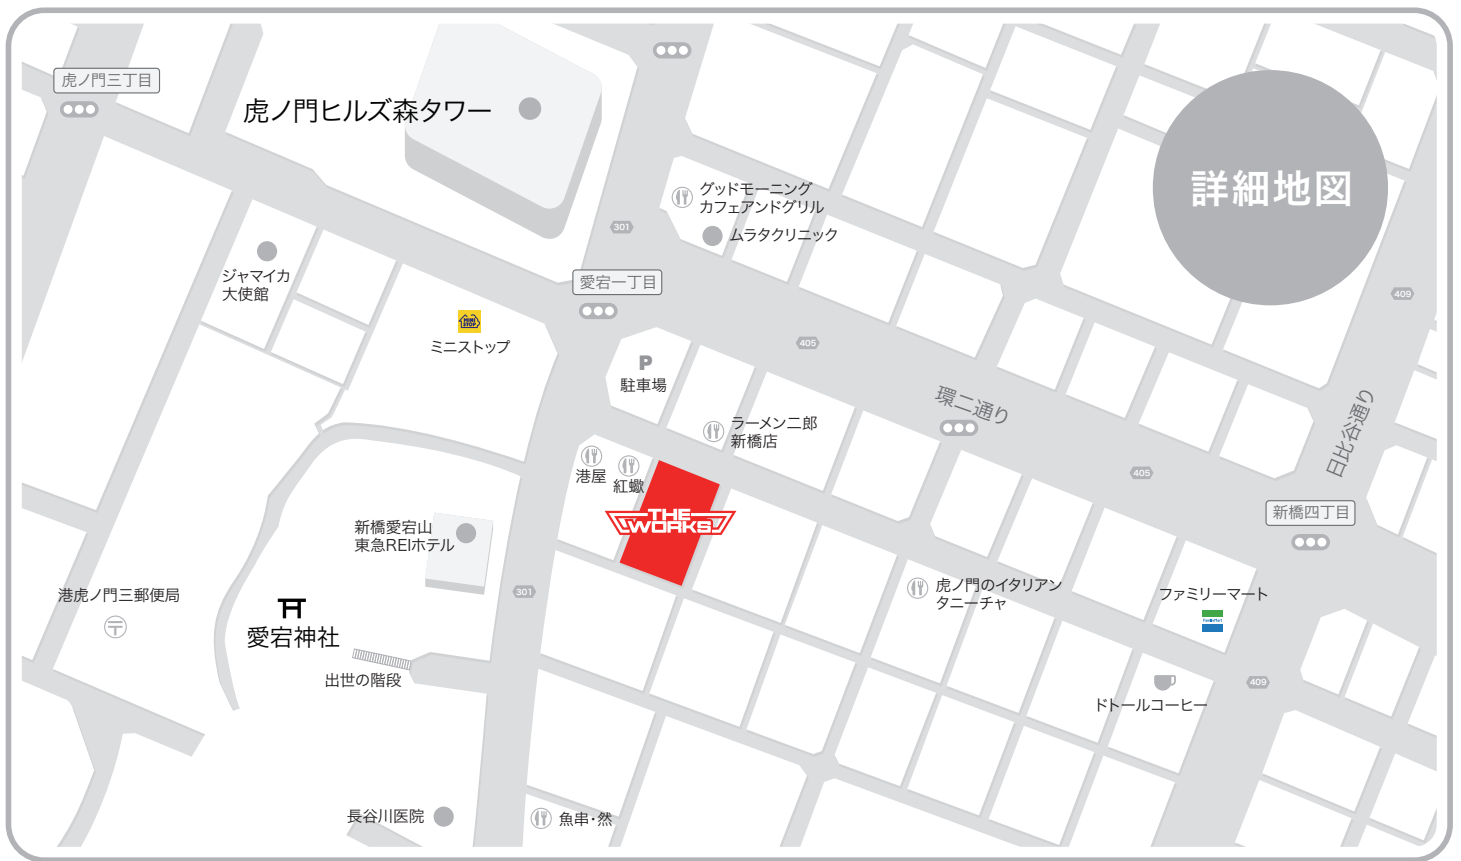 虎ノ門三丁目
虎ノ門ヒルズ森タワー
詳細地図
グッドモーニング
カフェアンドグリル
ムラタクリニック
301
ジャマイカ
大使館
愛宕一丁目
409
MINI
STOP
ミニストップ
405
P
駐車場
環二通り
日比谷通り
ラーメン二郎
新橋店
港屋
紅蠍
405
THE
WORKS
新橋四丁目
新橋愛宕山
東急REIホテル
301
虎ノ門のイタリアン
タニーチャ
ファミリーマート
FamilyMart
港虎ノ門三郵便局
〒
愛宕神社
出世の階段
409
ドトールコーヒー
長谷川医院
魚串・然